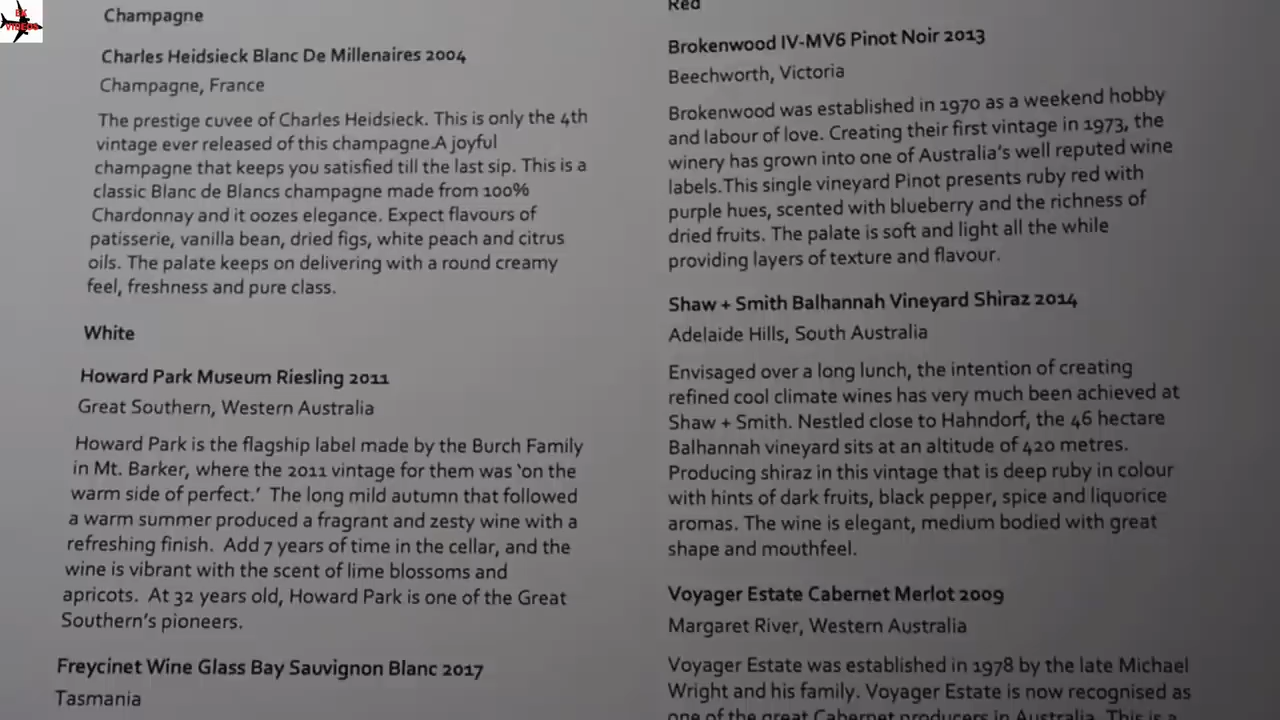 EK
VIDEOS
Champagne
Charles Heidsieck Blanc De Millenaires 2004
Champagne, France
The prestige cuvee of Charles Heidsieck. This is only the 4th
vintage ever released of this champagne.A joyful
champagne that keeps you satisfied till the last sip. This is a
classic Blanc de Blancs champagne made from 100%
Chardonnay and it oozes elegance. Expect flavours of
patisserie, vanilla bean, dried figs, white peach and citrus
oils. The palate keeps on delivering with a round creamy
feel, freshness and pure class.
White
Howard Park Museum Riesling 2011
Great Southern, Western Australia
Howard Park is the flagship label made by the Burch Family
in Mt. Barker, where the 2011 vintage for them was ‘on the
warm side of perfect.’ The long mild autumn that followed
a warm summer produced a fragrant and zesty wine with a
refreshing finish. Add 7 years of time in the cellar, and the
wine is vibrant with the scent of lime blossoms and
apricots. At 32 years old, Howard Park is one of the Great
Southern’s pioneers.
Freycinet Wine Glass Bay Sauvignon Blanc 2017
Tasmania
Red
Brokenwood IV-MV6 Pinot Noir 2013
Beechworth, Victoria
Brokenwood was established in 1970 as a weekend hobby
and labour of love. Creating their first vintage in 1973, the
winery has grown into one of Australia’s well reputed wine
labels.This single vineyard Pinot presents ruby red with
purple hues, scented with blueberry and the richness of
dried fruits. The palate is soft and light all the while
providing layers of texture and flavour.
Shaw + Smith Balhannah Vineyard Shiraz 2014
Adelaide Hills, South Australia
Envisaged over a long lunch, the intention of creating
refined cool climate wines has very much been achieved at
Shaw + Smith. Nestled close to Hahndorf, the 46 hectare
Balhannah vineyard sits at an altitude of 420 metres.
Producing shiraz in this vintage that is deep ruby in colour
with hints of dark fruits, black pepper, spice and liquorice
aromas. The wine is elegant, medium bodied with great
shape and mouthfeel.
Voyager Estate Cabernet Merlot 2009
Margaret River, Western Australia
Voyager Estate was established in 1978 by the late Michael
Wright and his family. Voyager Estate is now recognised as
one of the great Cabernet producers in Australia. This is a